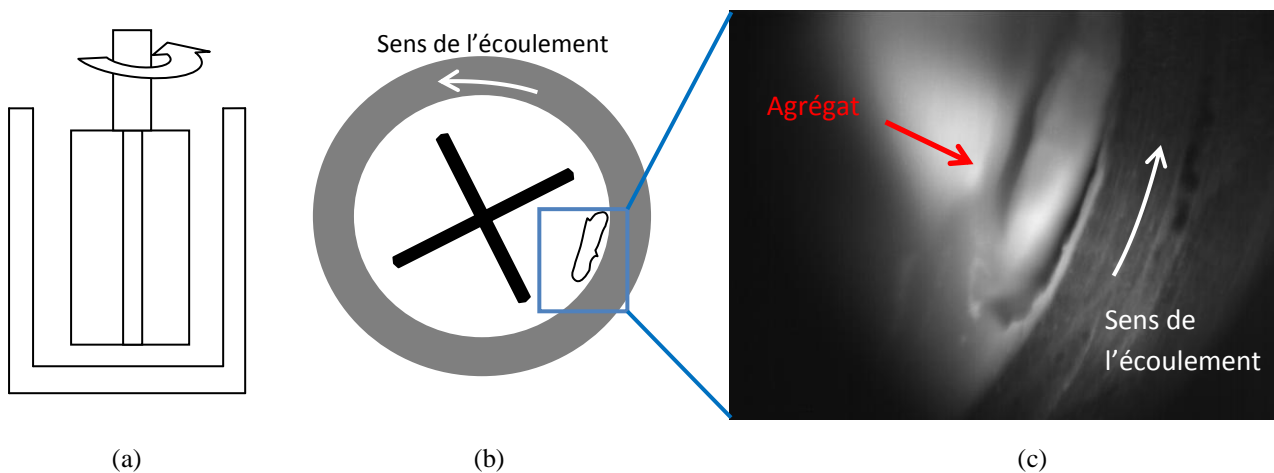 Sens de l'écoulement
Agrégat
Sens de
l'écoulement
(a)
(b)
(c)